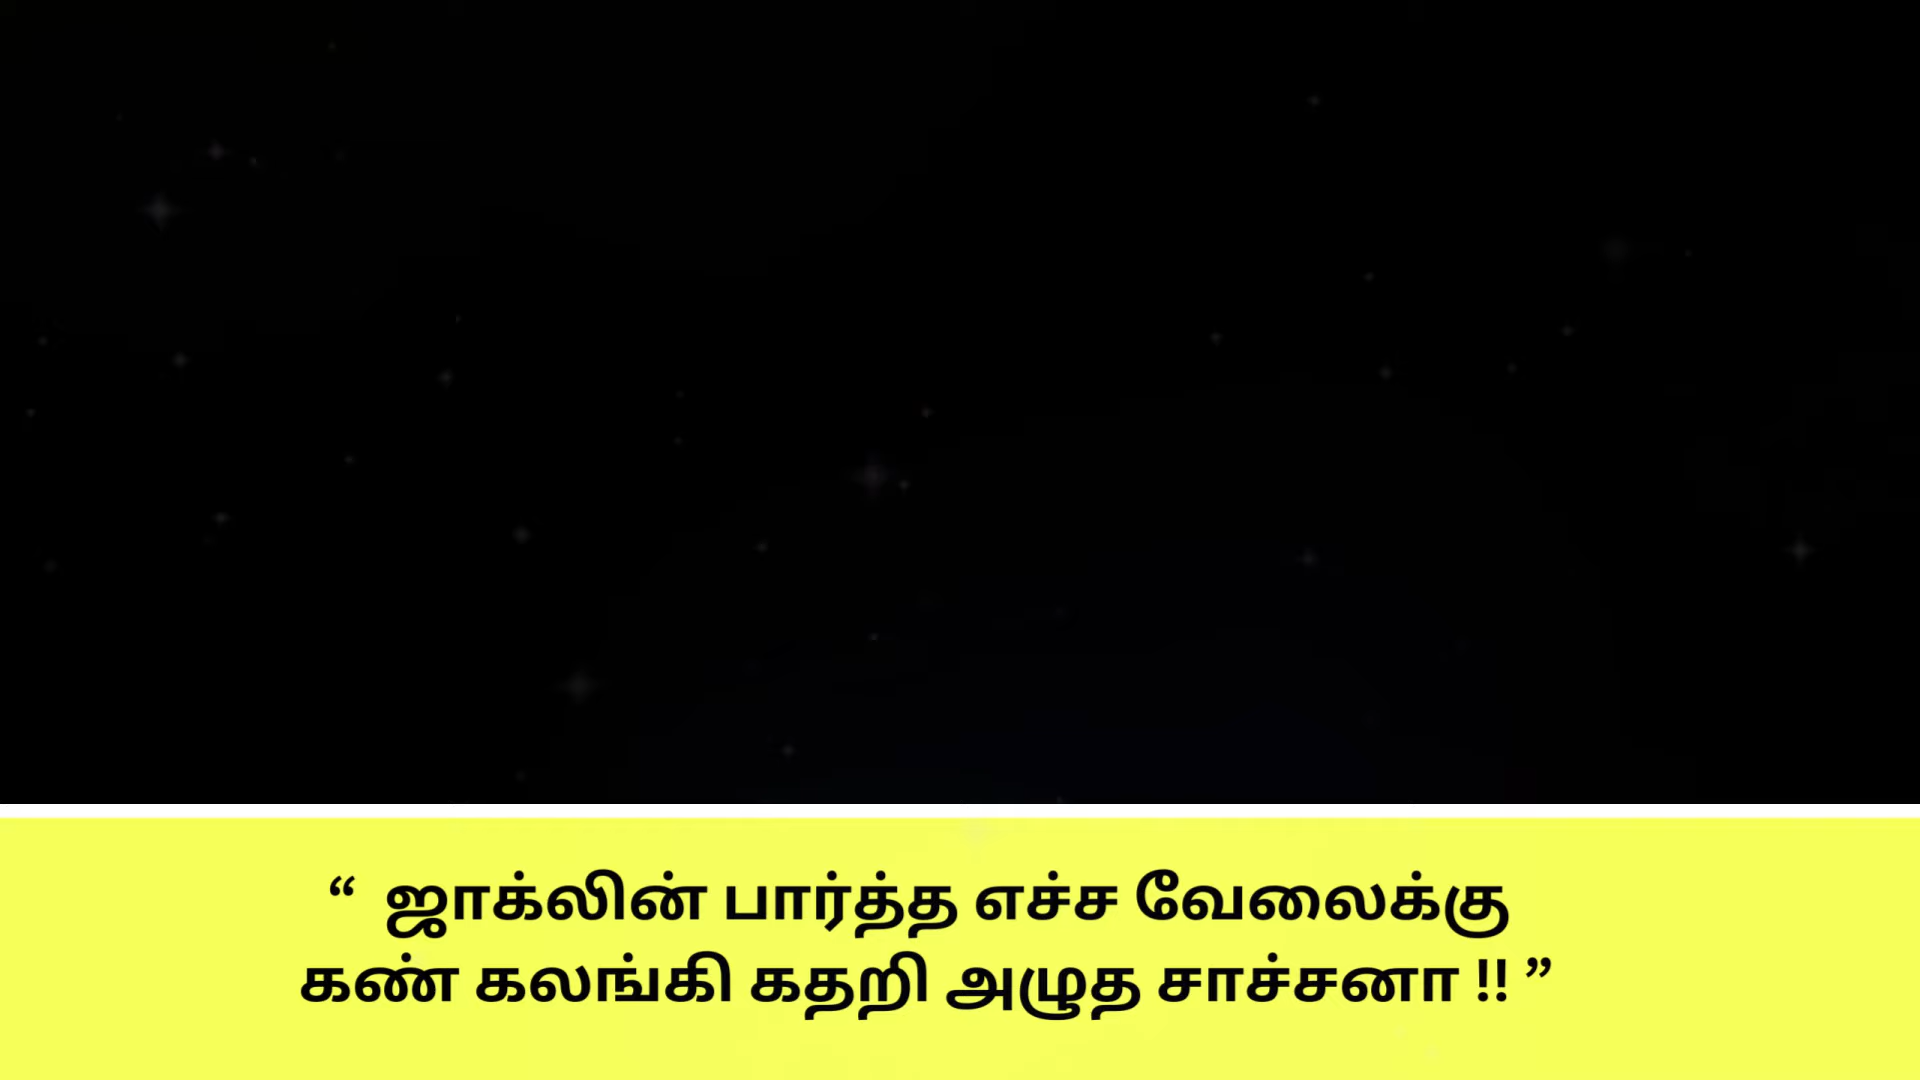 “ ஜாக்லின் பார்த்த எச்ச வேலைக்கு
கண் கலங்கி கதறி அழுத சாச்சனா !! ”